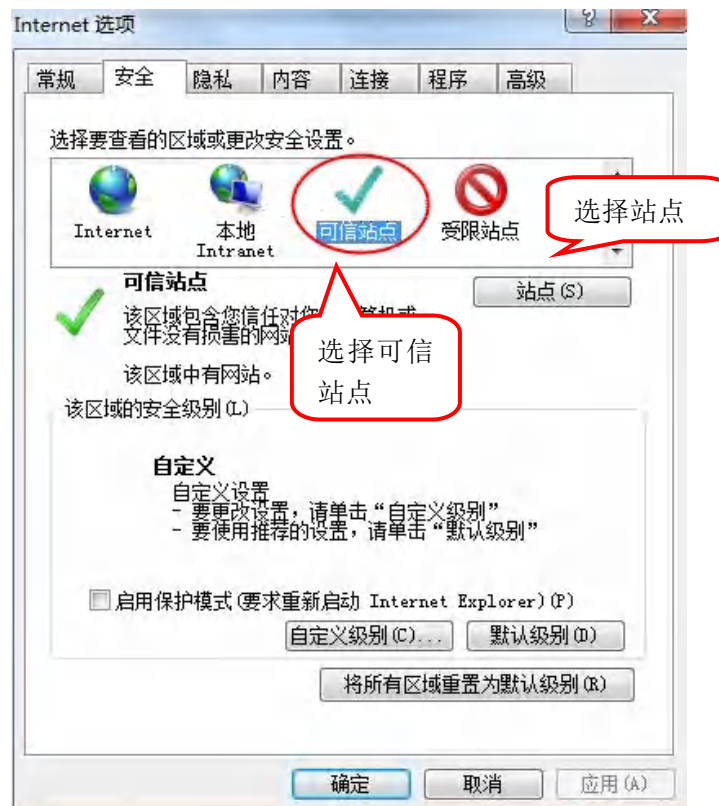 Internet 选项
常规 安全 隐私 内容 连接 程序 高级
选择要查看的区域或更改安全设置。
Internet 本地 Intranet 可信站点 受限站点
选择站点
可信站点
站点(S)
该区域包含您信任对您
文件没有损害的网站
选择可信
站点
该区域中有网站。
该区域的安全级别(L)
自定义
自定义设置
- 要更改设置，请单击“自定义级别”
- 要使用推荐的设置，请单击“默认级别”
启用保护模式(要求重新启动 Internet Explorer)(P)
自定义级别(C)... 默认级别(D)
将所有区域重置为默认级别(R)
确定 取消 应用(A)